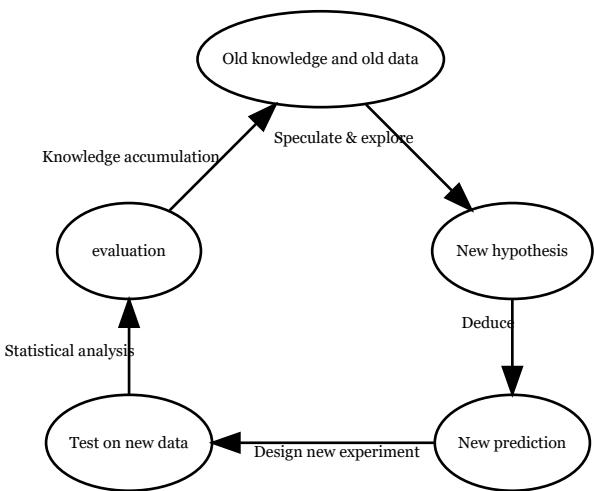 Old knowledge and old data
Speculate & explore
Knowledge accumulation
evaluation
New hypothesis
Deduce
Statistical analysis
Test on new data
Design new experiment
New prediction